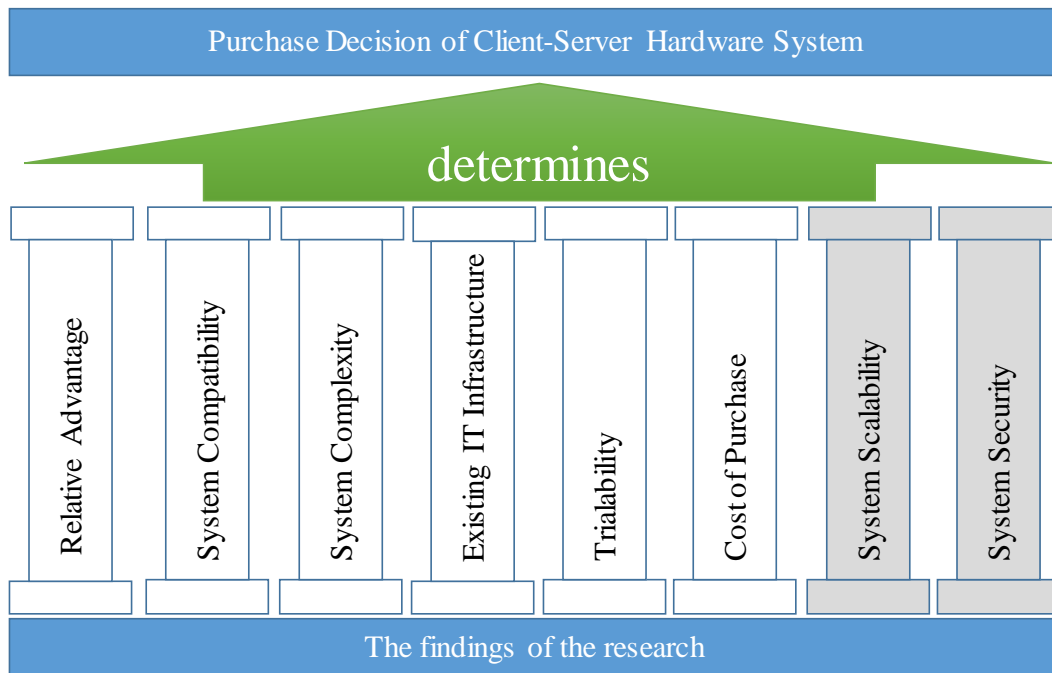 Purchase Decision of Client-Server Hardware System
determines
Relative Advantage
System Compatibility
System Complexity
Existing IT Infrastructure
Trialability
Cost of Purchase
System Scalability
System Security
The findings of the research